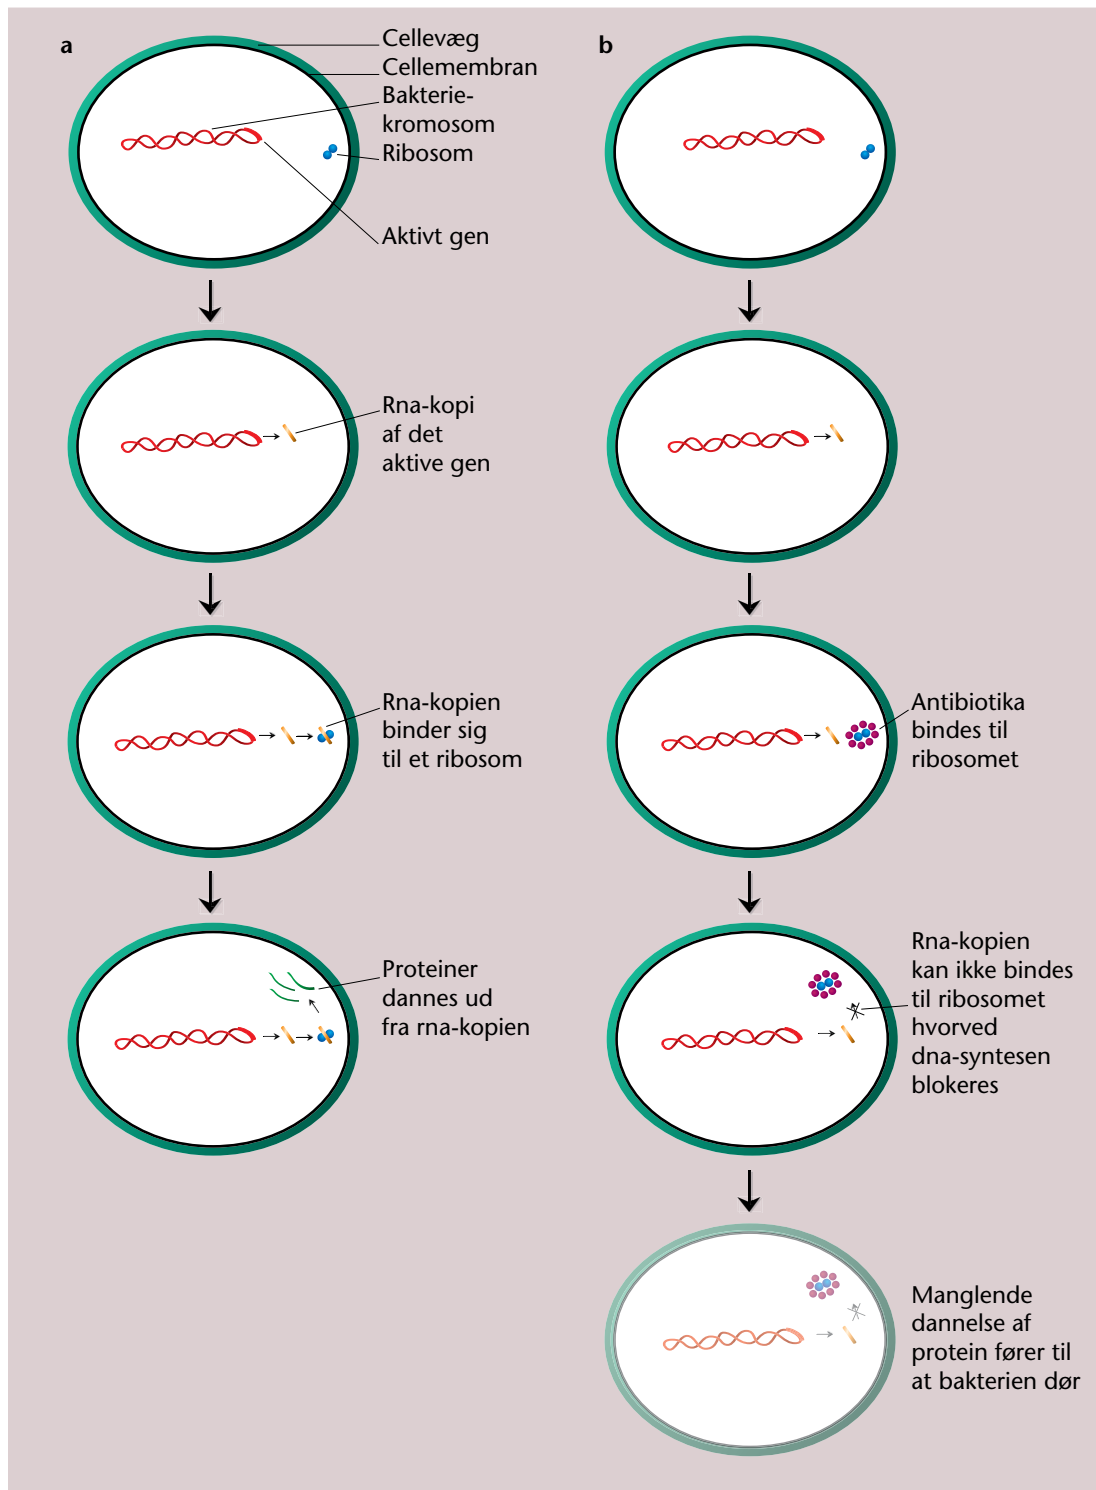 a
Cellevæg
Cellemembran
Bakterie-
kromosom
Ribosom
Aktivt gen
Rna-kopi
af det
aktive gen
Rna-kopien
binder sig
til et ribosom
Proteiner
dannes ud
fra rna-kopien
b
Antibiotika
bindes til
ribosomet
Rna-kopien
kan ikke bindes
til ribosomet
hvorved
dna-syntesen
blokeres
Manglende
dannelse af
protein fører til
at bakterien dør